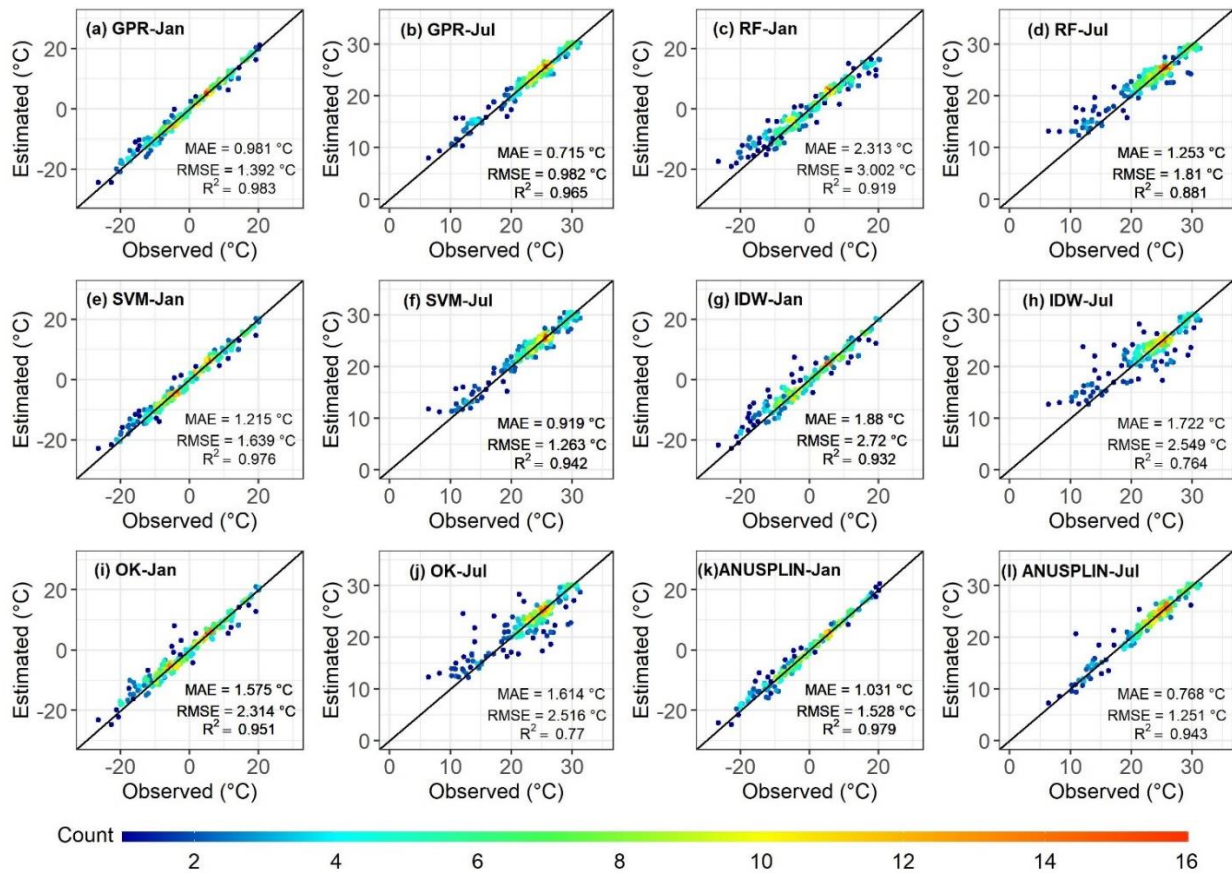 (a) GPR-Jan
Estimated (°C)
20
0
-20
MAE = 0.981 °C
RMSE = 1.392 °C
R² = 0.983
-20 0 20
Observed (°C)
(b) GPR-Jul
Estimated (°C)
30
20
10
0
MAE = 0.715 °C
RMSE = 0.982 °C
R² = 0.965
0 10 20 30
Observed (°C)
(c) RF-Jan
Estimated (°C)
20
0
-20
MAE = 2.313 °C
RMSE = 3.002 °C
R² = 0.919
-20 0 20
Observed (°C)
(d) RF-Jul
Estimated (°C)
30
20
10
0
MAE = 1.253 °C
RMSE = 1.81 °C
R² = 0.881
0 10 20 30
Observed (°C)
(e) SVM-Jan
Estimated (°C)
20
0
-20
MAE = 1.215 °C
RMSE = 1.639 °C
R² = 0.976
-20 0 20
Observed (°C)
(f) SVM-Jul
Estimated (°C)
30
20
10
0
MAE = 0.919 °C
RMSE = 1.263 °C
R² = 0.942
0 10 20 30
Observed (°C)
(g) IDW-Jan
Estimated (°C)
20
0
-20
MAE = 1.88 °C
RMSE = 2.72 °C
R² = 0.932
-20 0 20
Observed (°C)
(h) IDW-Jul
Estimated (°C)
30
20
10
0
MAE = 1.722 °C
RMSE = 2.549 °C
R² = 0.764
0 10 20 30
Observed (°C)
(i) OK-Jan
Estimated (°C)
20
0
-20
MAE = 1.575 °C
RMSE = 2.314 °C
R² = 0.951
-20 0 20
Observed (°C)
(j) OK-Jul
Estimated (°C)
30
20
10
0
MAE = 1.614 °C
RMSE = 2.516 °C
R² = 0.77
0 10 20 30
Observed (°C)
(k)ANUSPLIN-Jan
Estimated (°C)
20
0
-20
MAE = 1.031 °C
RMSE = 1.528 °C
R² = 0.979
-20 0 20
Observed (°C)
(l) ANUSPLIN-Jul
Estimated (°C)
30
20
10
0
MAE = 0.768 °C
RMSE = 1.251 °C
R² = 0.943
0 10 20 30
Observed (°C)
Count
2 4 6 8 10 12 14 16